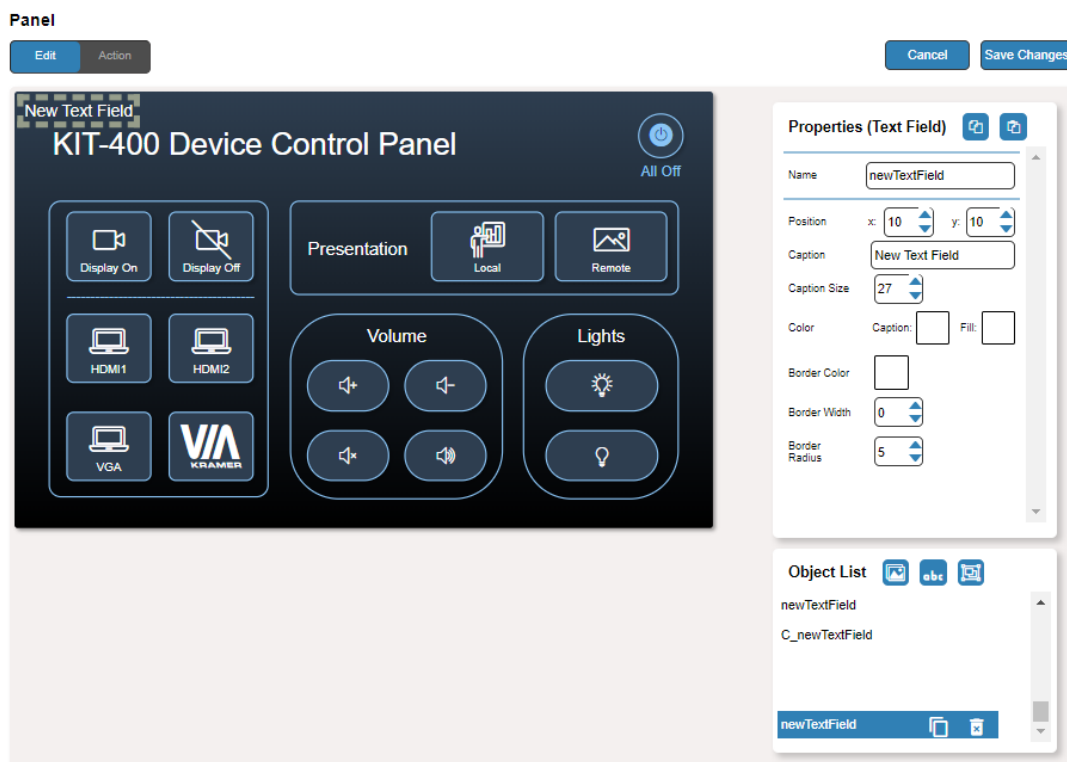 Panel
Edit Action
Cancel Save Changes
New Text Field
KIT-400 Device Control Panel
All Off
Display On Display Off
Presentation
Local Remote
HDMI1 HDMI2
VGA
VIA
KRAMER
Volume
Lights
Properties (Text Field)
Name newTextField
Position x: 10 y: 10
Caption New Text Field
Caption Size 27
Color Caption: Fill:
Border Color
Border Width 0
Border
Radius 5
Object List abc
newTextField
C_newTextField
newTextField